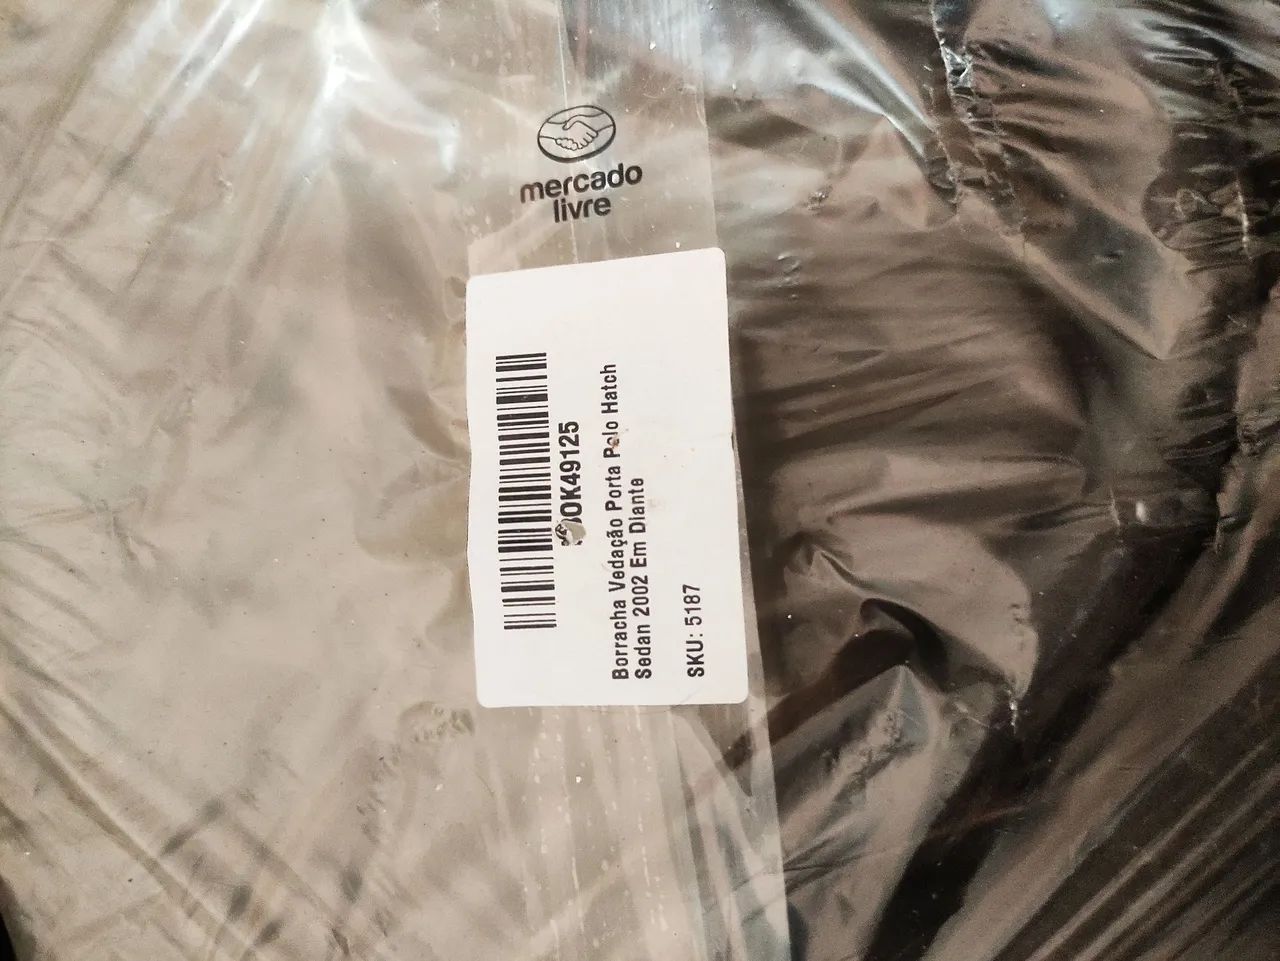 mercado
livre
OK49125
Borracha Vedação Porta Polo Hatch
Sedan 2002 Em Diante
SKU: 5187